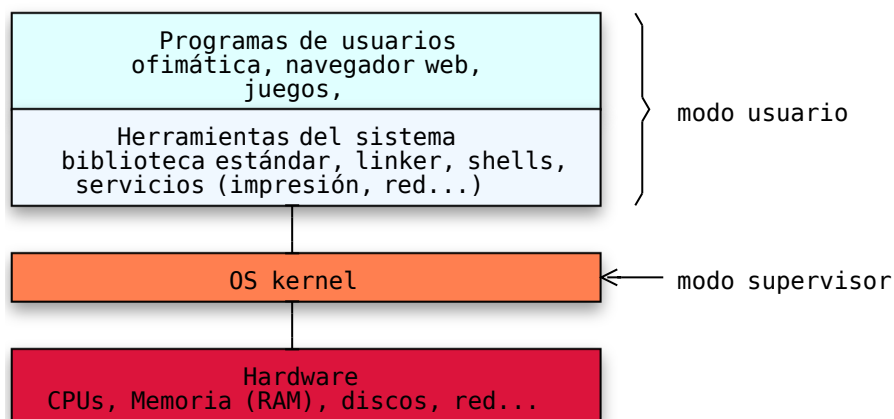 Programas de usuarios
ofimática, navegador web,
juegos,
modo usuario
Herramientas del sistema
biblioteca estándar, linker, shells,
servicios (impresión, red...)
OS kernel
modo supervisor
Hardware
CPUs, Memoria (RAM), discos, red...